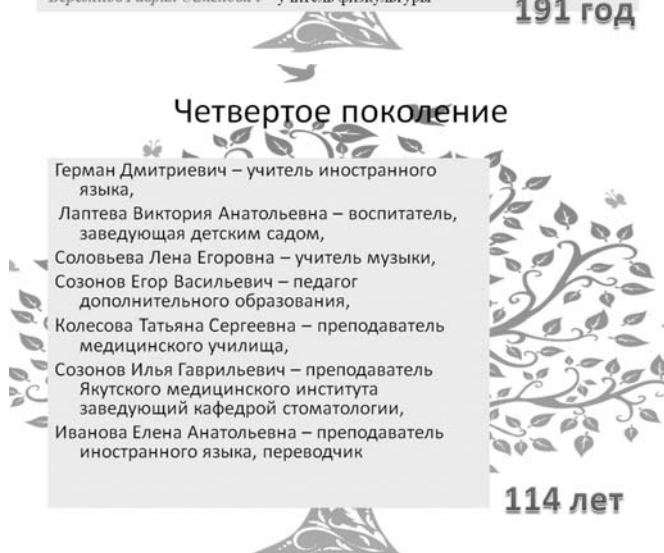 учитель физкультуры
191 год
Четвертое поколение
Герман Дмитриевич – учитель иностранного
языка,
Лаптева Виктория Анатольевна – воспитатель,
заведующая детским садом,
Соловьева Лена Егоровна – учитель музыки,
Созонов Егор Васильевич – педагог
дополнительного образования,
Колесова Татьяна Сергеевна – преподаватель
медицинского училища,
Созонов Илья Гаврильевич – преподаватель
Якутского медицинского института
заведующий кафедрой стоматологии,
Иванова Елена Анатольевна – преподаватель
иностранного языка, переводчик
114 лет